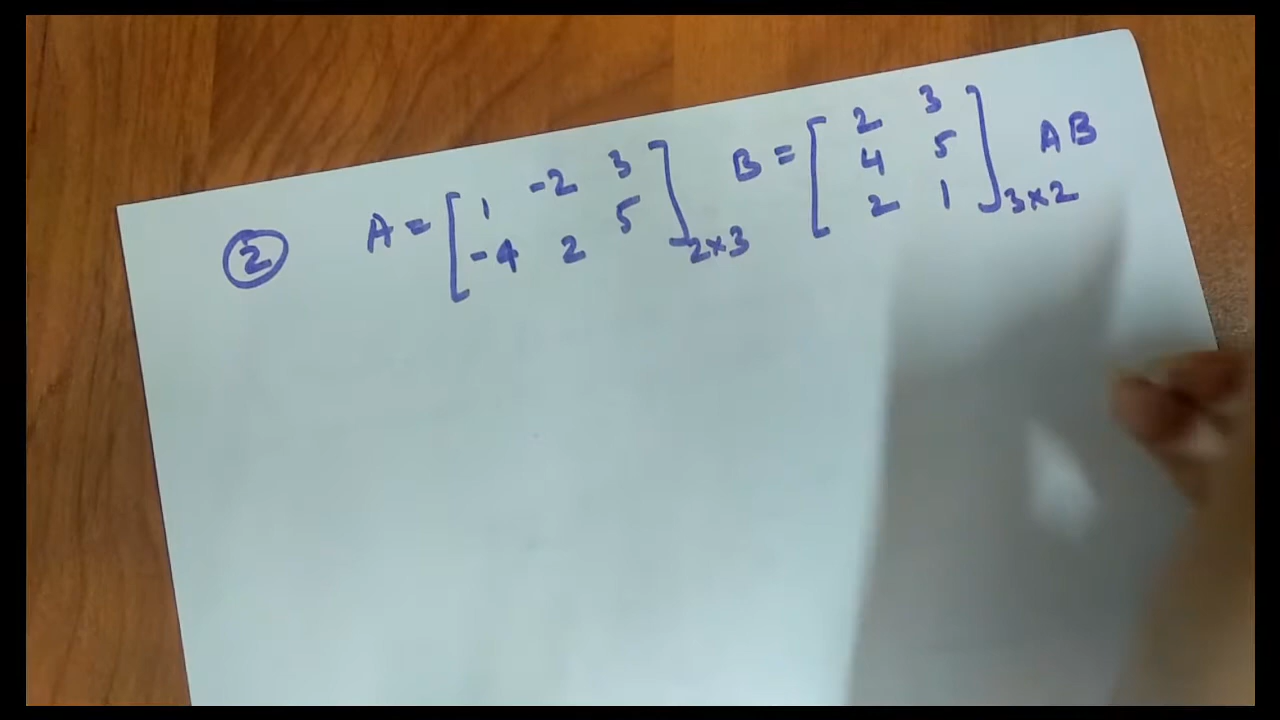 ② A = [ 1 -2 3 ] B = [ 2 3 ] AB
-4 2 5 2×3 4 5
2 1 3×2